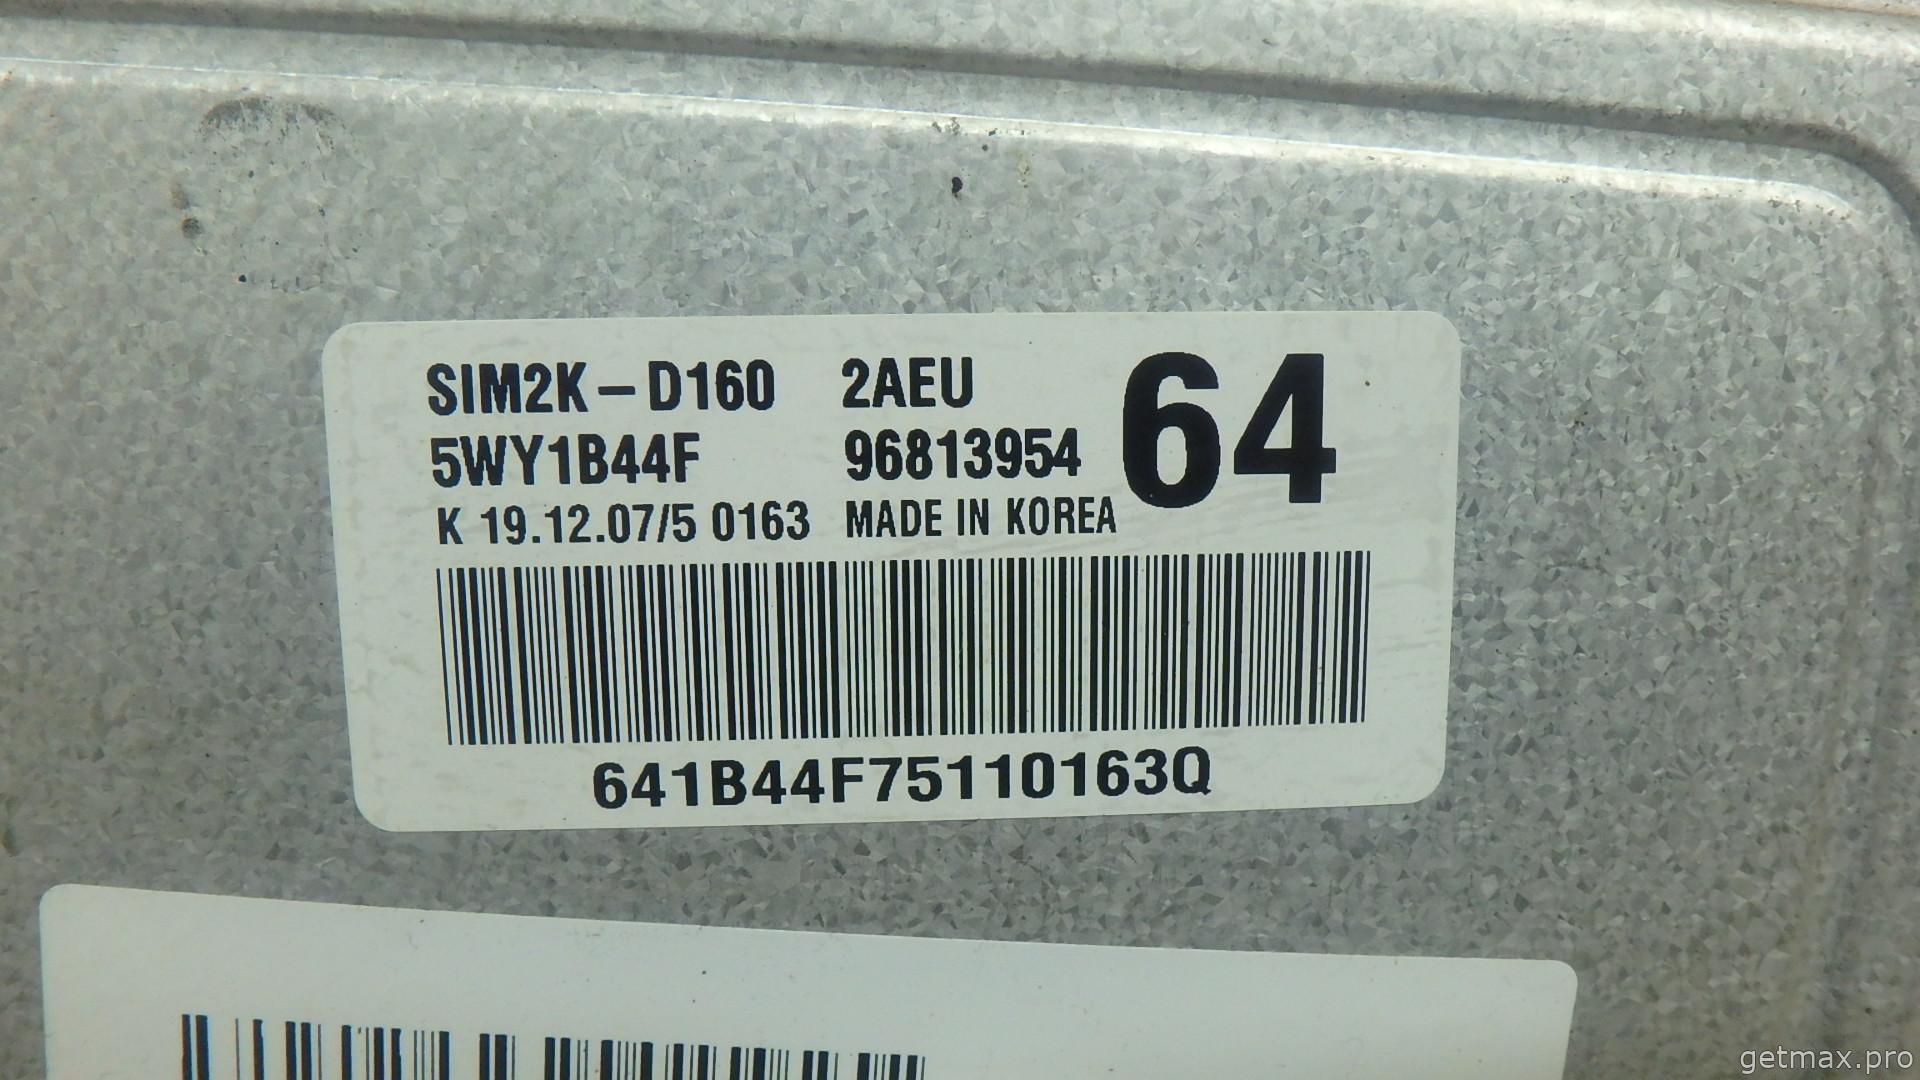 SIM2K-D160 2AEU 64
5WY1B44F 96813954
K 19.12.07/5 0163 MADE IN KOREA
641B44F75110163Q
getmax.pro